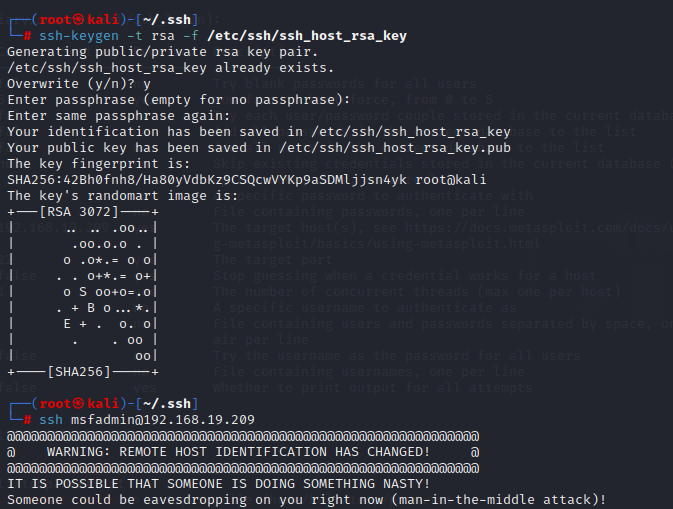 ┌──(root㉿kali)-[~/.ssh]
└─# ssh-keygen -t rsa -f /etc/ssh/ssh_host_rsa_key
Generating public/private rsa key pair.
/etc/ssh/ssh_host_rsa_key already exists.
Overwrite (y/n)? y
Enter passphrase (empty for no passphrase):
Enter same passphrase again:
Your identification has been saved in /etc/ssh/ssh_host_rsa_key
Your public key has been saved in /etc/ssh/ssh_host_rsa_key.pub
The key fingerprint is:
SHA256:42Bh0fnh8/Ha80yVdbKz9CSQcwVYKp9aSDMljjsn4yk root@kali
The key's randomart image is:
+---[RSA 3072]----+
|       .. .. .oo..|
|       .oo.o.o . |
|      o .o*.= o o|
|     . . o+*.= o+|
|      o S oo+o=.o|
|     . + B o...*.|
|      E + .  o. o|
|       .    . oo |
|               oo|
+----[SHA256]-----+
┌──(root㉿kali)-[~/.ssh]
└─# ssh msfadmin@192.168.19.209
@@@@@@@@@@@@@@@@@@@@@@@@@@@@@@@@@@@@@@@@@@@@@@@@@@@@@@@@@@@
@    WARNING: REMOTE HOST IDENTIFICATION HAS CHANGED!     @
@@@@@@@@@@@@@@@@@@@@@@@@@@@@@@@@@@@@@@@@@@@@@@@@@@@@@@@@@@@
IT IS POSSIBLE THAT SOMEONE IS DOING SOMETHING NASTY!
Someone could be eavesdropping on you right now (man-in-the-middle attack)!